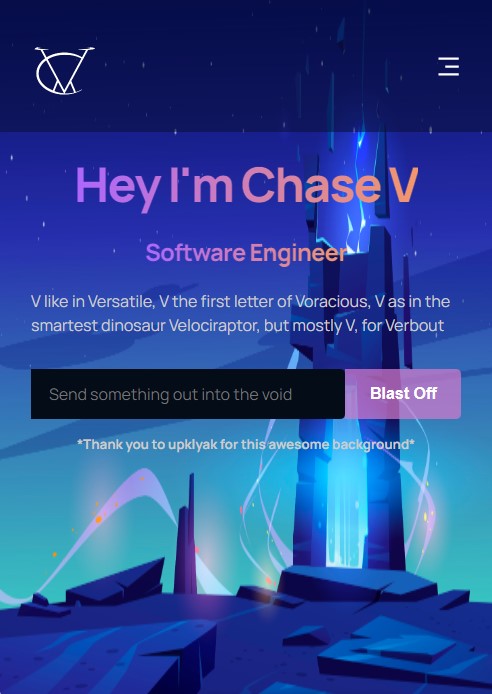 Hey I'm Chase V
Software Engineer
V like in Versatile, V the first letter of Voracious, V as in the
smartest dinosaur Velociraptor, but mostly V, for Verbout
Send something out into the void
Blast Off
*Thank you to upklyak for this awesome background*